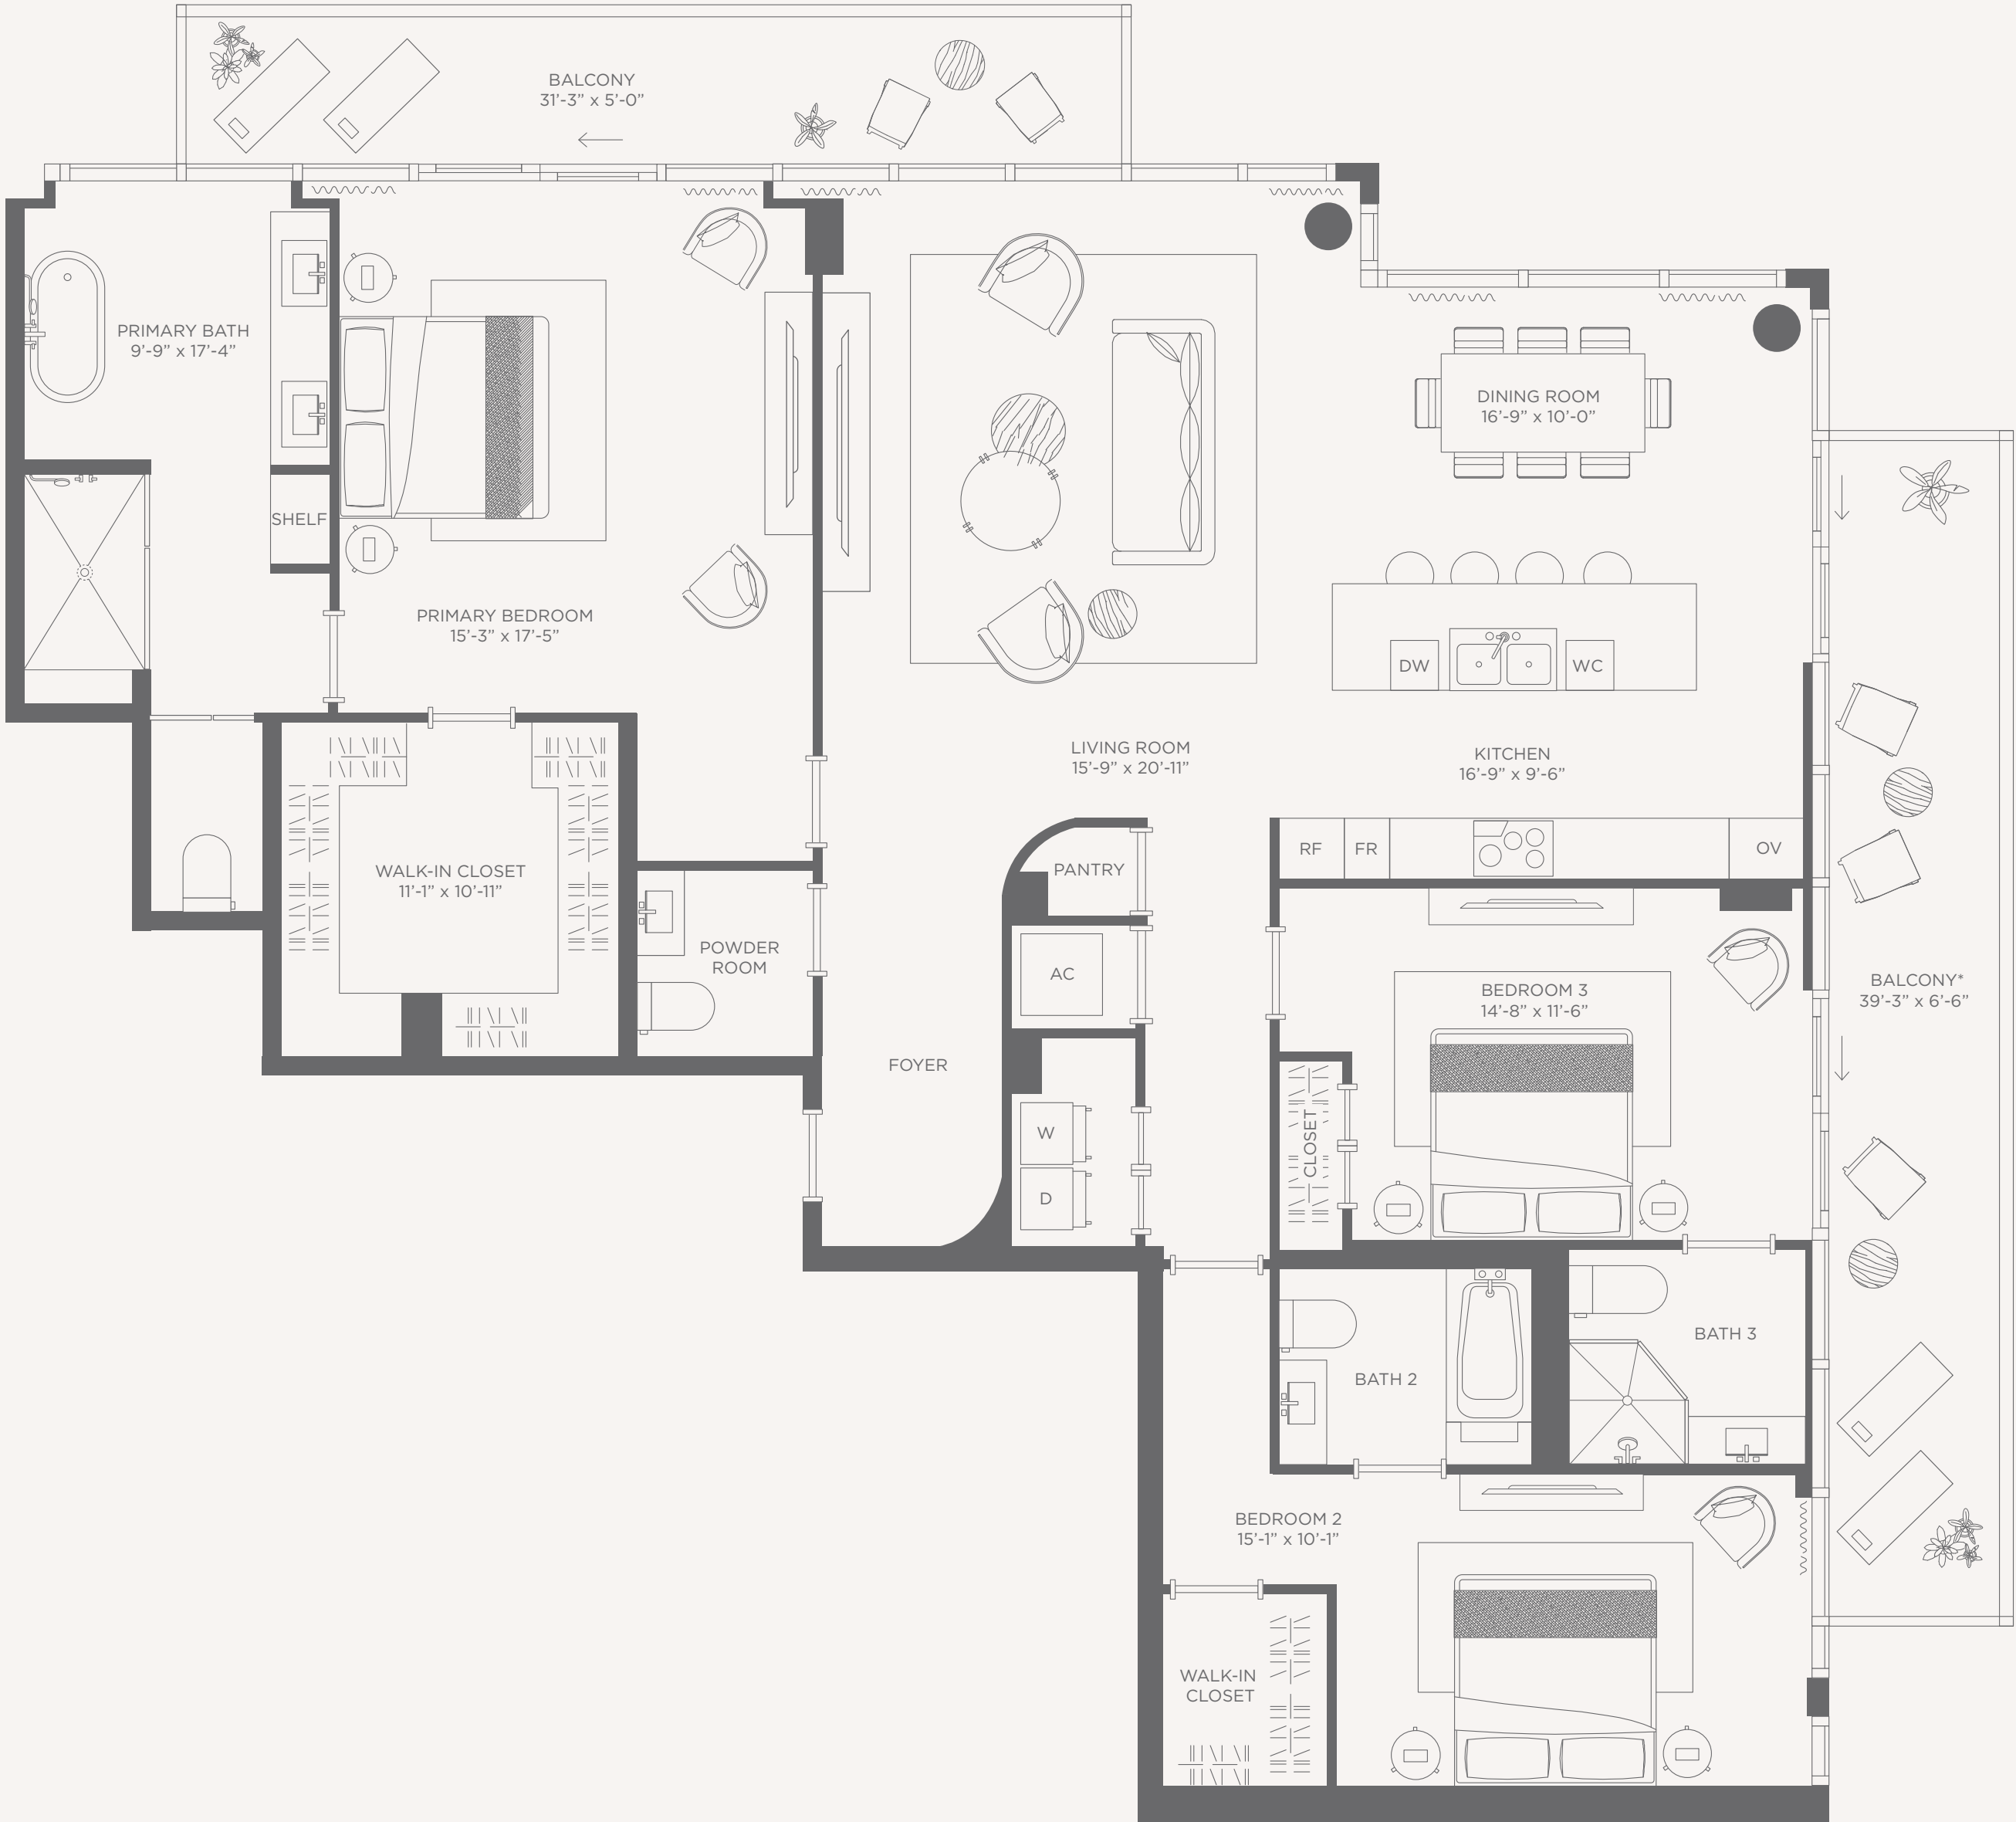 BALCONY
31’-3” x 5’-0”
PRIMARY BATH
9’-9” x 17’-4”
DINING ROOM
16’-9” x 10’-0”
SHELF
PRIMARY BEDROOM
15’-3” x 17’-5”
DW
WC
LIVING ROOM
15’-9” x 20’-11”
KITCHEN
16’-9” x 9’-6”
RF
FR
OV
WALK-IN CLOSET
11’-1” x 10’-11”
PANTRY
POWDER
ROOM
AC
BEDROOM 3
14’-8” x 11’-6”
BALCONY*
39’-3” x 6’-6”
FOYER
W
D
CLOSET
BATH 3
BATH 2
BEDROOM 2
15’-1” x 10’-1”
WALK-IN
CLOSET